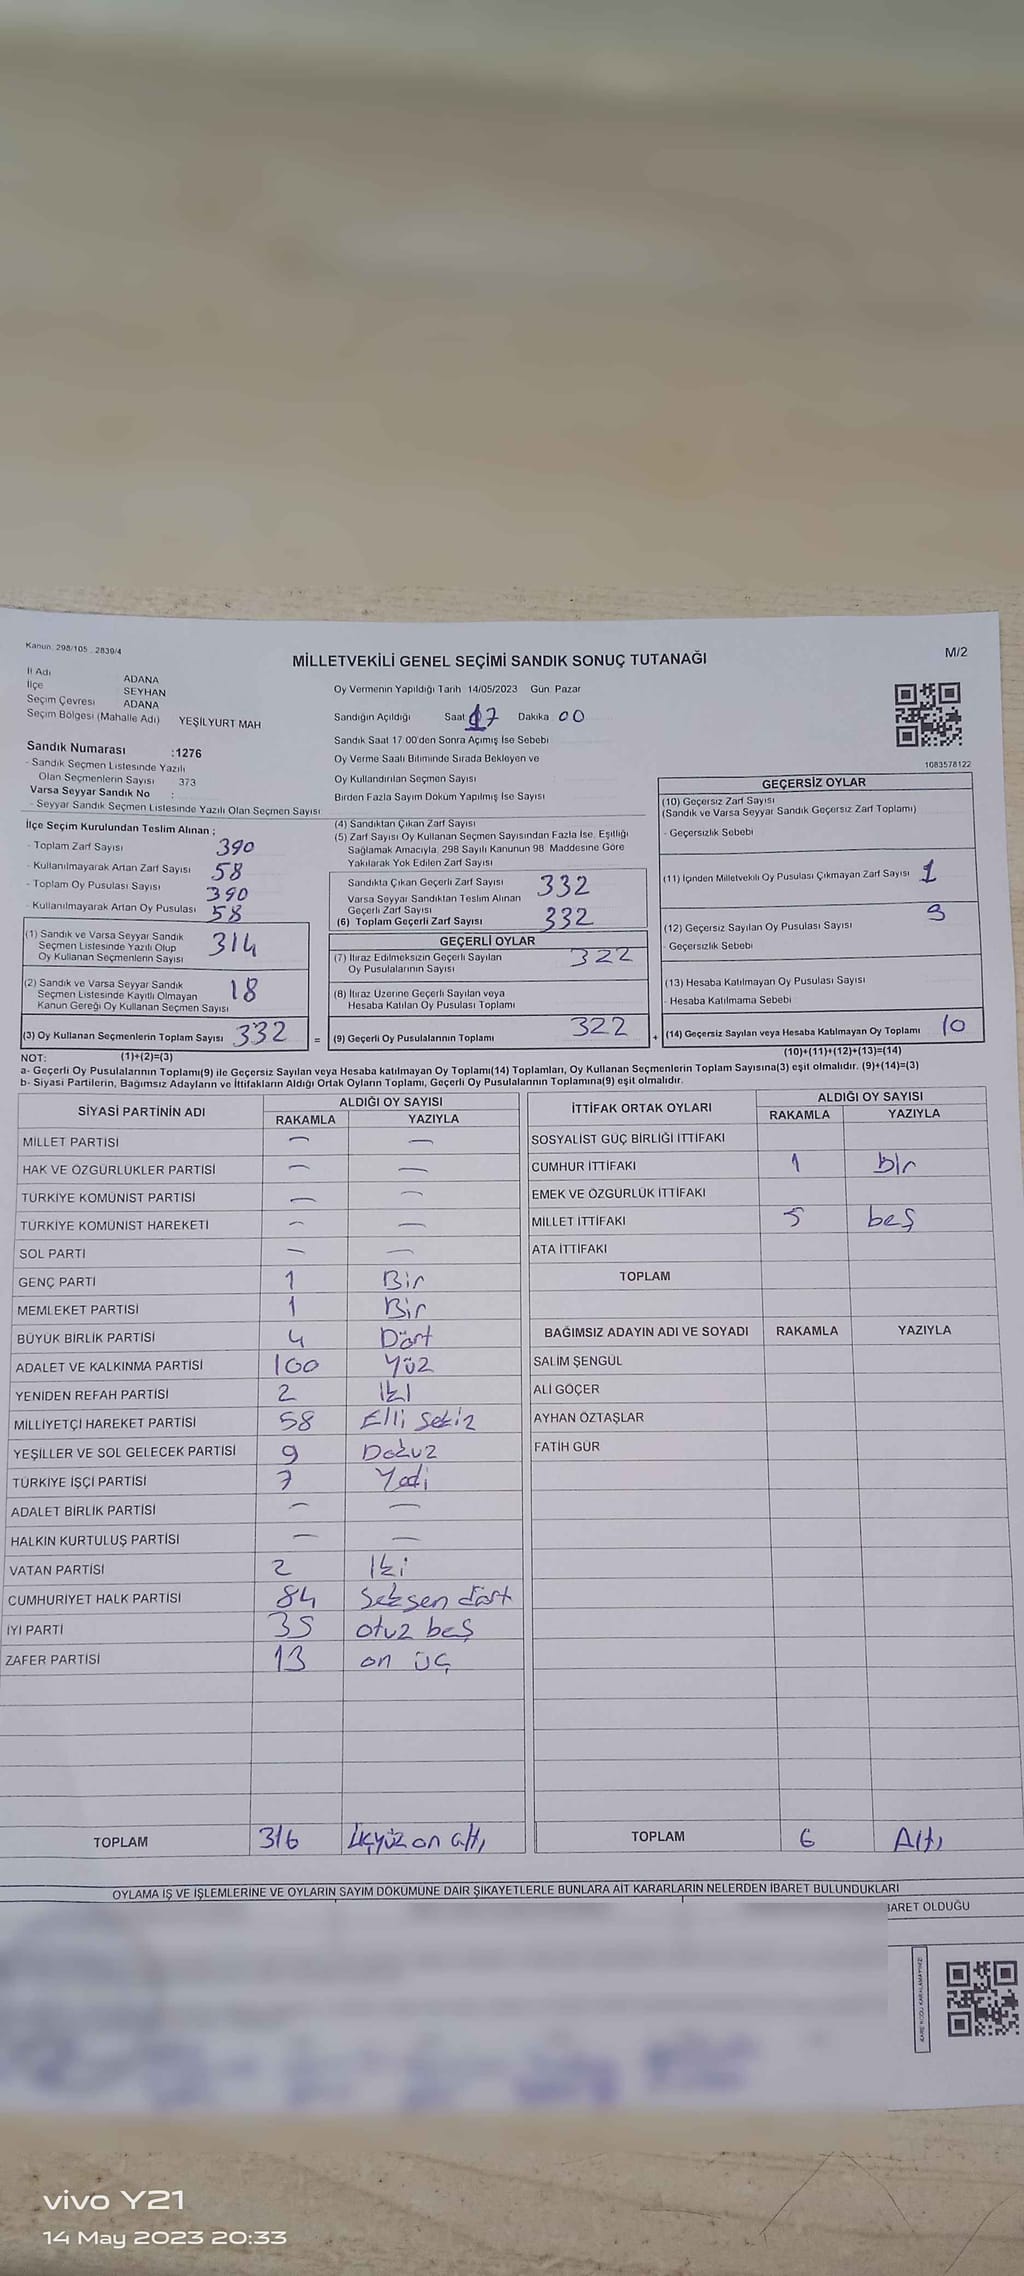 Kanun. 298/105 . 2839/4
MİLLETVEKİLİ GENEL SEÇİMİ SANDIK SONUÇ TUTANAĞI
M/2
İl Adı ADANA
İlçe SEYHAN
Seçim Çevresi ADANA
Seçim Bölgesi (Mahalle Adı) YEŞİLYURT MAH
Sandık Numarası :1276
- Sandık Seçmen Listesinde Yazılı
Olan Seçmenlerin Sayısı 373
Varsa Seyyar Sandık No :
- Seyyar Sandık Seçmen Listesinde Yazılı Olan Seçmen Sayısı
Oy Vermenin Yapıldığı Tarih 14/05/2023 Gün Pazar
Sandığın Açıldığı Saat 17 Dakika 00
Sandık Saat 17 00'den Sonra Açımış İse Sebebi
Oy Verme Saati Bitiminde Sırada Bekleyen ve
Oy Kullandırılan Seçmen Sayısı
Birden Fazla Sayım Döküm Yapılmış İse Sayısı
1083578122
İlçe Seçim Kurulundan Teslim Alınan ;
- Toplam Zarf Sayısı 390
- Kullanılmayarak Artan Zarf Sayısı 58
- Toplam Oy Pusulası Sayısı 390
- Kullanılmayarak Artan Oy Pusulası 58
(1) Sandık ve Varsa Seyyar Sandık
Seçmen Listesinde Yazılı Olup
Oy Kullanan Seçmenlerin Sayısı 314
(2) Sandık ve Varsa Seyyar Sandık
Seçmen Listesinde Kayıtlı Olmayan
Kanun Gereği Oy Kullanan Seçmen Sayısı 18
(3) Oy Kullanan Seçmenlerin Toplam Sayısı 332 =
(4) Sandıktan Çıkan Zarf Sayısı
(5) Zarf Sayısı Oy Kullanan Seçmen Sayısından Fazla İse, Eşitliği
Sağlamak Amacıyla, 298 Sayılı Kanunun 98 Maddesine Göre
Yakılarak Yok Edilen Zarf Sayısı
Sandıkta Çıkan Geçerli Zarf Sayısı 332
Varsa Seyyar Sandıktan Teslim Alınan
Geçerli Zarf Sayısı
(6) Toplam Geçerli Zarf Sayısı 332
GEÇERLİ OYLAR
(7) İtiraz Edilmeksizin Geçerli Sayılan
Oy Pusulalarının Sayısı 322
(8) İtiraz Üzerine Geçerli Sayılan veya
Hesaba Katılan Oy Pusulası Toplamı
(9) Geçerli Oy Pusulalarının Toplamı 322 +
GEÇERSİZ OYLAR
(10) Geçersiz Zarf Sayısı
(Sandık ve Varsa Seyyar Sandık Geçersiz Zarf Toplamı)
- Geçersizlik Sebebi
(11) İçinden Milletvekili Oy Pusulası Çıkmayan Zarf Sayısı 1
(12) Geçersiz Sayılan Oy Pusulası Sayısı 9
- Geçersizlik Sebebi
(13) Hesaba Katılmayan Oy Pusulası Sayısı
- Hesaba Katılmama Sebebi
(14) Geçersiz Sayılan veya Hesaba Katılmayan Oy Toplamı 10
NOT: (1)+(2)=(3) (10)+(11)+(12)+(13)=(14)
a- Geçerli Oy Pusulalarının Toplamı(9) ile Geçersiz Sayılan veya Hesaba katılmayan Oy Toplamı(14) Toplamları, Oy Kullanan Seçmenlerin Toplam Sayısına(3) eşit olmalıdır. (9)+(14)=(3)
b- Siyasi Partilerin, Bağımsız Adayların ve İttifakların Aldığı Ortak Oyların Toplamı, Geçerli Oy Pusulalarının Toplamına(9) eşit olmalıdır.
SİYASİ PARTİNİN ADI ALDIĞI OY SAYISI
RAKAMLA YAZIYLA
MİLLET PARTİSİ — —
HAK VE ÖZGÜRLÜKLER PARTİSİ — —
TÜRKİYE KOMÜNİST PARTİSİ — —
TÜRKİYE KOMÜNİST HAREKETİ — —
SOL PARTİ — —
GENÇ PARTİ 1 Bir
MEMLEKET PARTİSİ 1 Bir
BÜYÜK BİRLİK PARTİSİ 4 Dört
ADALET VE KALKINMA PARTİSİ 100 Yüz
YENİDEN REFAH PARTİSİ 2 İki
MİLLİYETÇİ HAREKET PARTİSİ 58 Elli Sekiz
YEŞİLLER VE SOL GELECEK PARTİSİ 9 Dokuz
TÜRKİYE İŞÇİ PARTİSİ 7 Yedi
ADALET BİRLİK PARTİSİ — —
HALKIN KURTULUŞ PARTİSİ — —
VATAN PARTİSİ 2 İki
CUMHURİYET HALK PARTİSİ 84 Seksen dört
İYİ PARTİ 35 otuz beş
ZAFER PARTİSİ 13 on üç
TOPLAM 316 Üçyüz on altı
İTTİFAK ORTAK OYLARI ALDIĞI OY SAYISI
RAKAMLA YAZIYLA
SOSYALİST GÜÇ BİRLİĞİ İTTİFAKI
CUMHUR İTTİFAKI 1 bir
EMEK VE ÖZGÜRLÜK İTTİFAKI
MİLLET İTTİFAKI 5 beş
ATA İTTİFAKI
TOPLAM
BAĞIMSIZ ADAYIN ADI VE SOYADI RAKAMLA YAZIYLA
SALİM ŞENGÜL
ALİ GÖÇER
AYHAN ÖZTAŞLAR
FATİH GÜR
TOPLAM 6 Altı
OYLAMA İŞ VE İŞLEMLERİNE VE OYLARIN SAYIM DÖKÜMÜNE DAİR ŞİKAYETLERLE BUNLARA AİT KARARLARIN NELERDEN İBARET BULUNDUKLARI
BARET OLDUĞU
KARE KODU KARALAMAYINIZ!
vivo Y21
14 May 2023 20:33